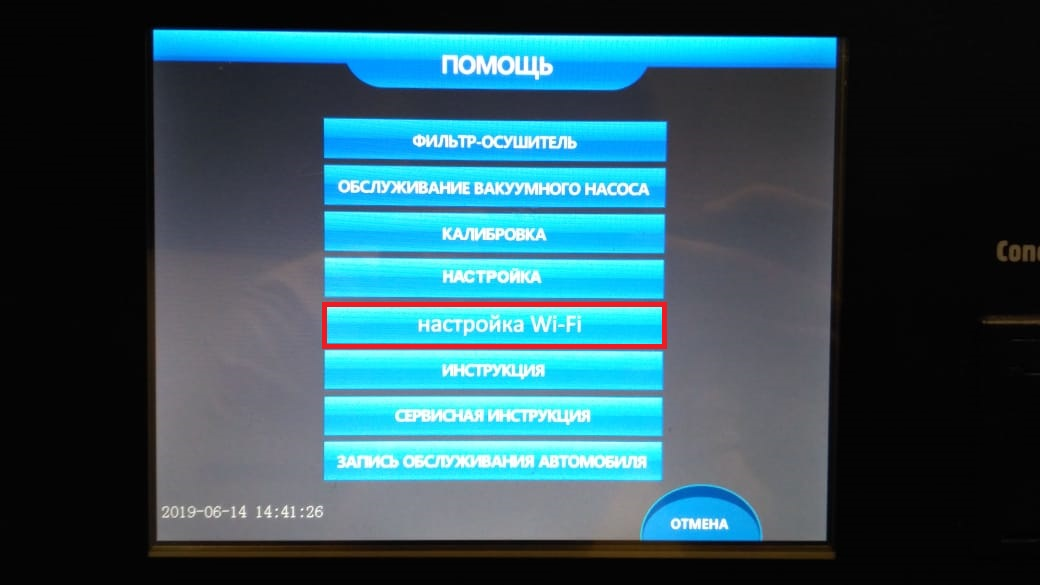 ПОМОЩЬ
ФИЛЬТР-ОСУШИТЕЛЬ
ОБСЛУЖИВАНИЕ ВАКУУМНОГО НАСОСА
КАЛИБРОВКА
НАСТРОЙКА
настройка Wi-Fi
ИНСТРУКЦИЯ
СЕРВИСНАЯ ИНСТРУКЦИЯ
ЗАПИСЬ ОБСЛУЖИВАНИЯ АВТОМОБИЛЯ
2019-06-14 14:41:26
ОТМЕНА